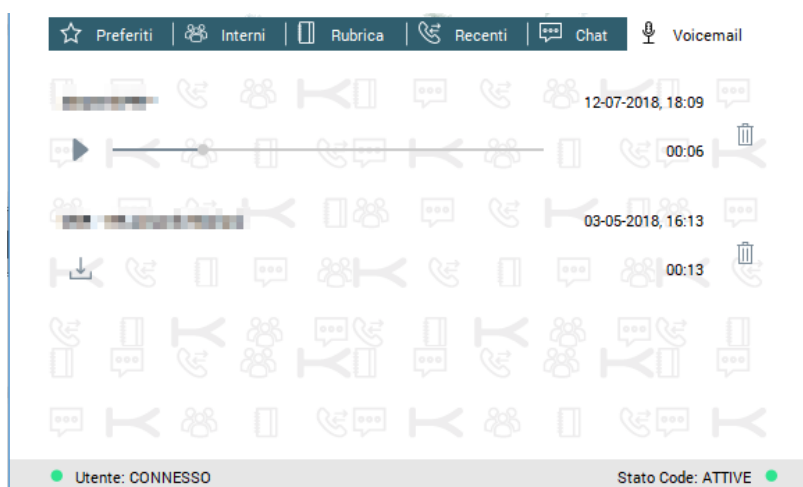 Preferiti Interni Rubrica Recenti Chat Voicemail
12-07-2018, 18:09
00:06
03-05-2018, 16:13
00:13
Utente: CONNESSO Stato Code: ATTIVE